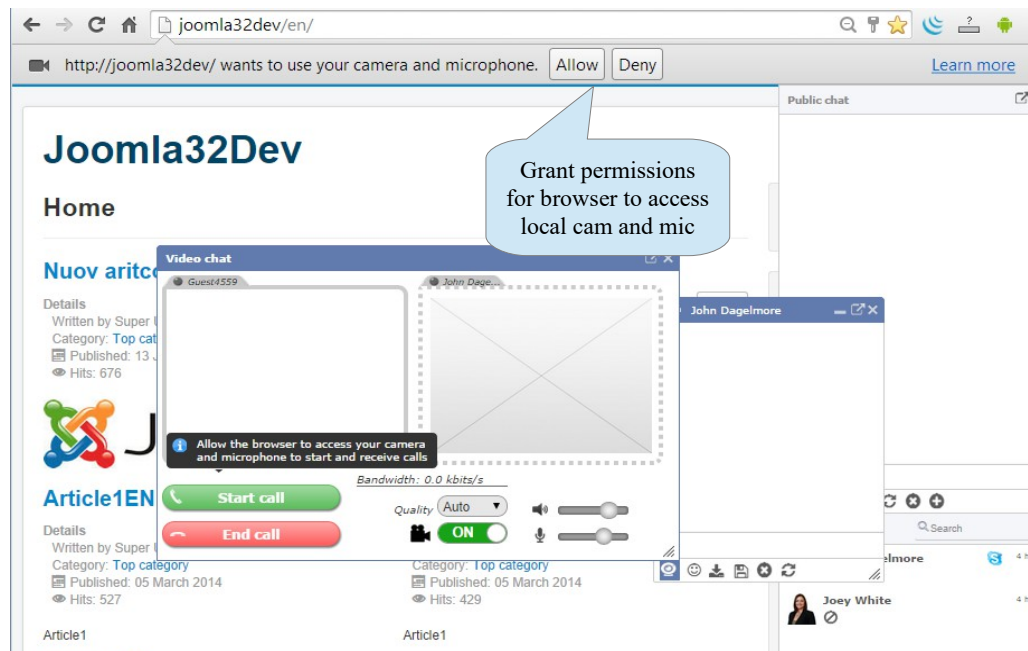 joomla32dev/en/
http://joomla32dev/ wants to use your camera and microphone. Allow Deny Learn more
Public chat
Joomla32Dev
Grant permissions
for browser to access
local cam and mic
Home
Video chat
Nuov aritco
Guest4559
John Dage...
Details
Written by Super
Category: Top cat
Published: 13
Hits: 676
John Dagelmore
J
Allow the browser to access your camera
and microphone to start and receive calls
Bandwidth: 0.0 kbits/s
Article1EN
Start call
Quality Auto
Details
End call
ON
Search
Written by Super
Category: Top category
Published: 05 March 2014
Hits: 527
Article1
Category: Top category
Published: 05 March 2014
Hits: 429
Article1
elmore
4 h
Joey White
4 h